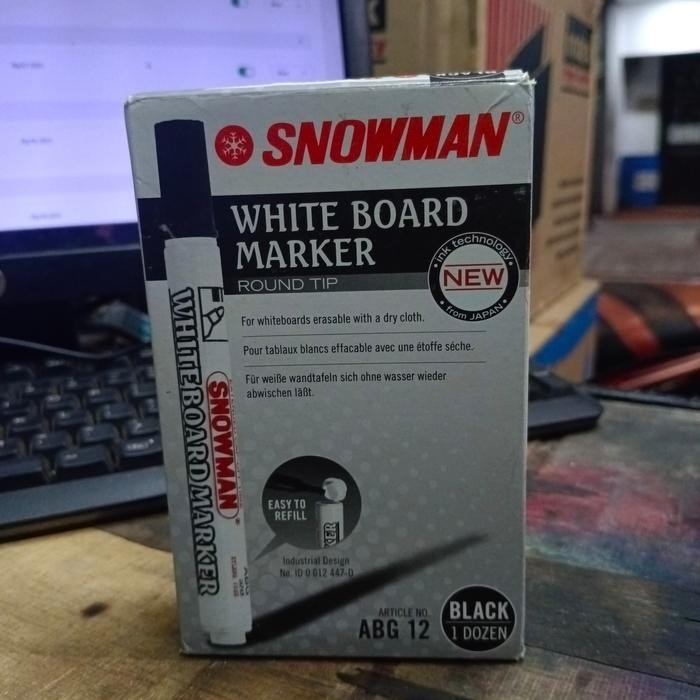 SNOWMAN®
WHITE BOARD
MARKER
ROUND TIP
ink technology
NEW
from JAPAN
For whiteboards erasable with a dry cloth.
Pour tableaux blancs effacable avec une étoffe séche.
Für weiße wandtafeln sich ohne wasser wieder
abwischen läßt.
WHITEBOARD MARKER
SNOWMAN
EASY TO
REFILL
KER
Industrial Design
No. ID 0 012 447-D
ARTICLE NO.
ABG 12
BLACK
1 DOZEN